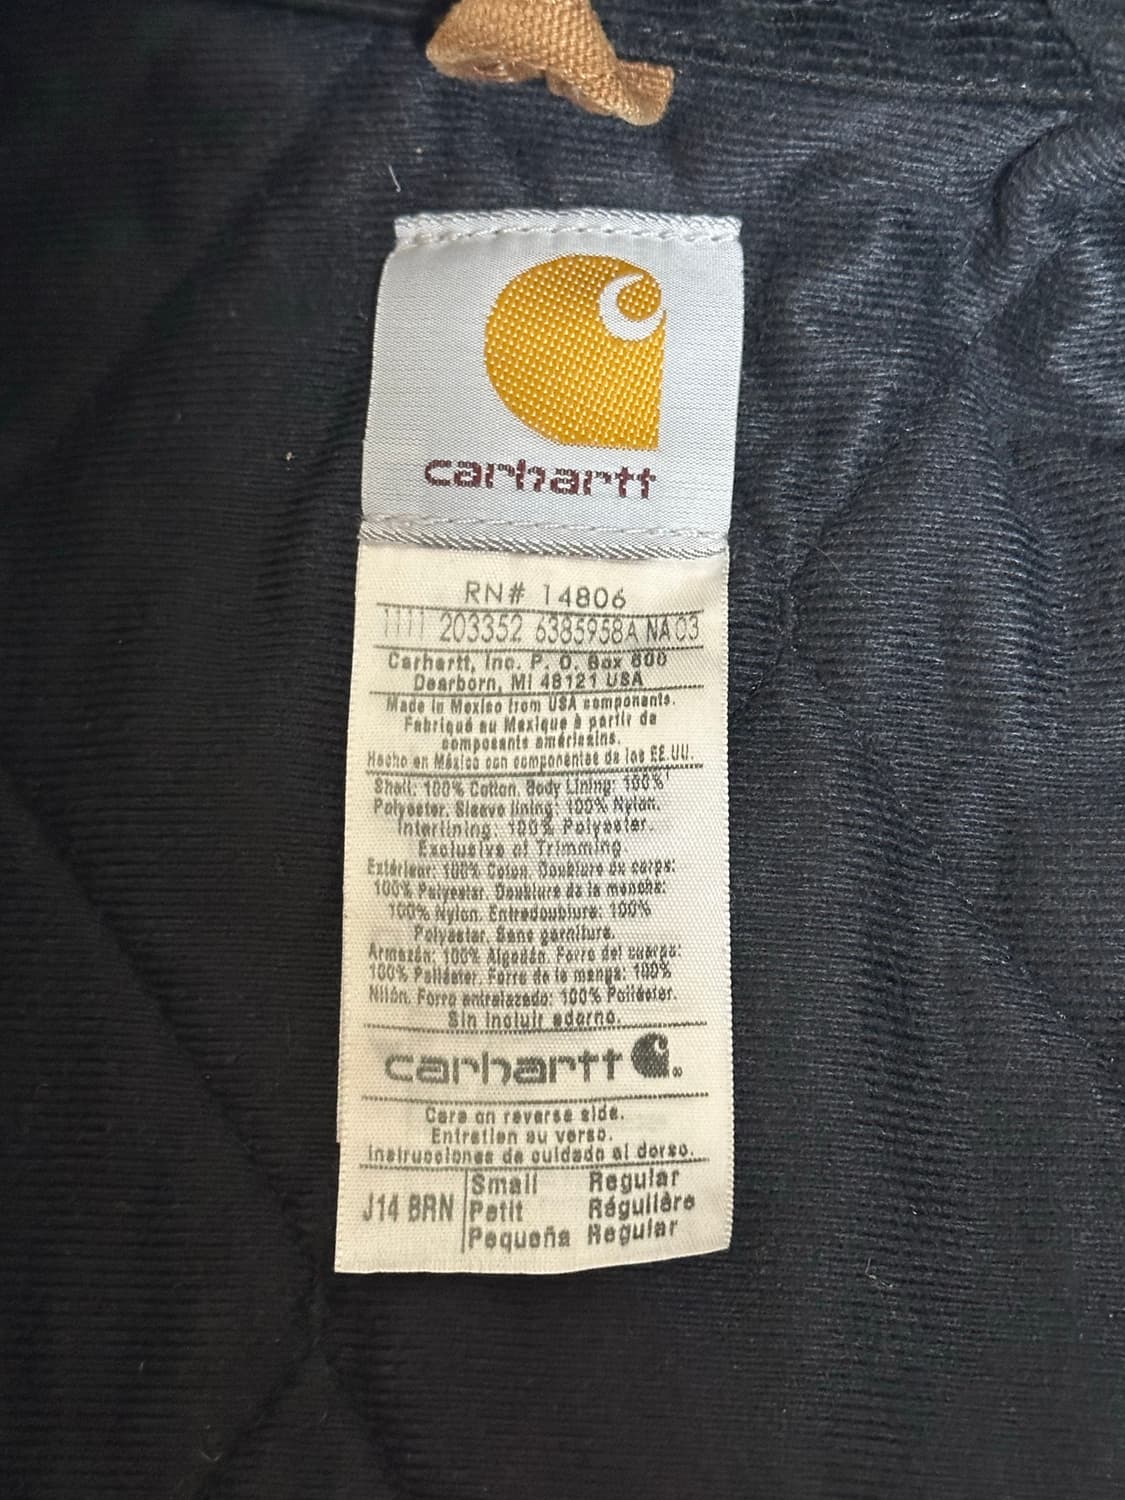 carhartt
RN# 14806
1111 203352 6385958A NA 03
Carhartt, Inc. P. O. Box 600
Dearborn, MI 48121 USA
Made in Mexico from USA components.
Fabriqué au Mexique à partir de
composants américains.
Hecho en México con componentes de los EE.UU.
Shell: 100% Cotton. Body Lining: 100%
Polyester. Sleeve lining: 100% Nylon.
Interlining: 100% Polyester.
Exclusive of Trimming
Extérieur: 100% Coton. Doublure du corps:
100% Polyester. Doublure de la manche:
100% Nylon. Entredoublure: 100%
Polyester. Sans garniture.
Armazón: 100% Algodón. Forro del cuerpo:
100% Poliéster. Forro de la manga: 100%
Nilón. Forro entrelazado: 100% Poliéster.
Sin incluir adorno.
carhartt
Care on reverse side.
Entretien au verso.
Instrucciones de cuidado al dorso.
J14 BRN Small Regular
Petit Régulière
Pequeña Regular